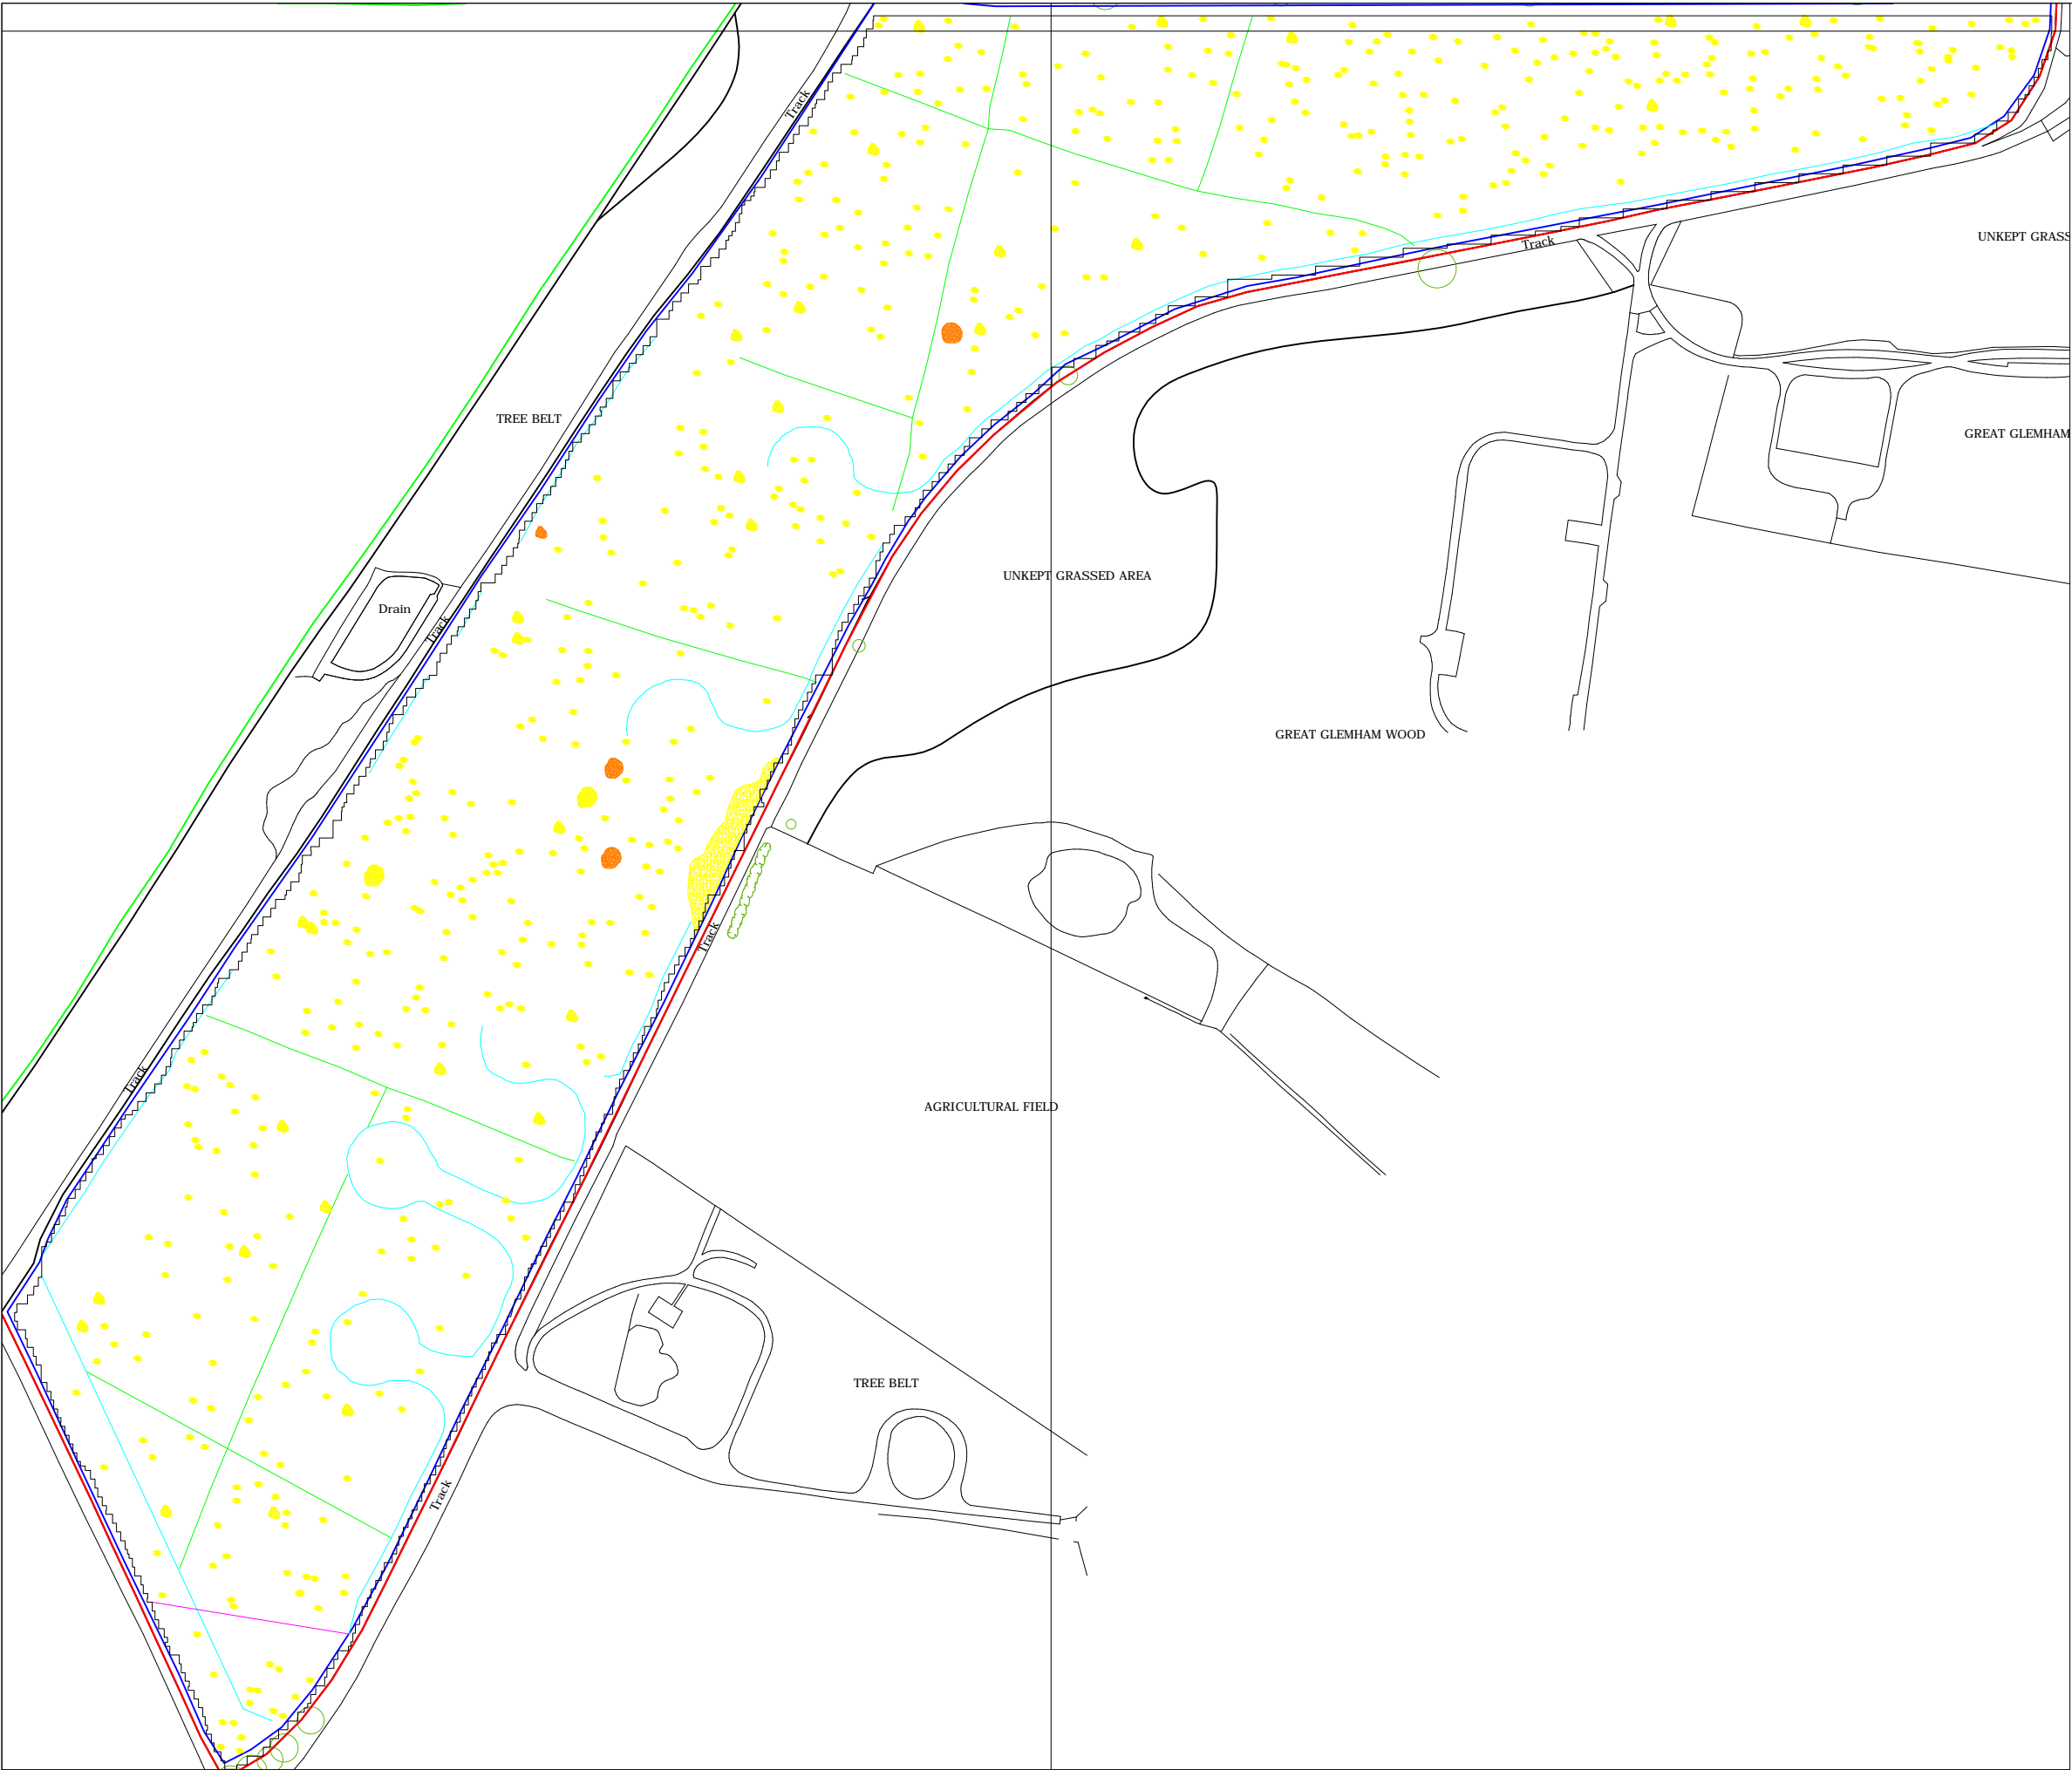 Track
UNKEPT GRASS
Track
TREE BELT
GREAT GLEMHAM
UNKEPT GRASSED AREA
Drain
Track
GREAT GLEMHAM WOOD
Track
Track
AGRICULTURAL FIELD
TREE BELT
Track